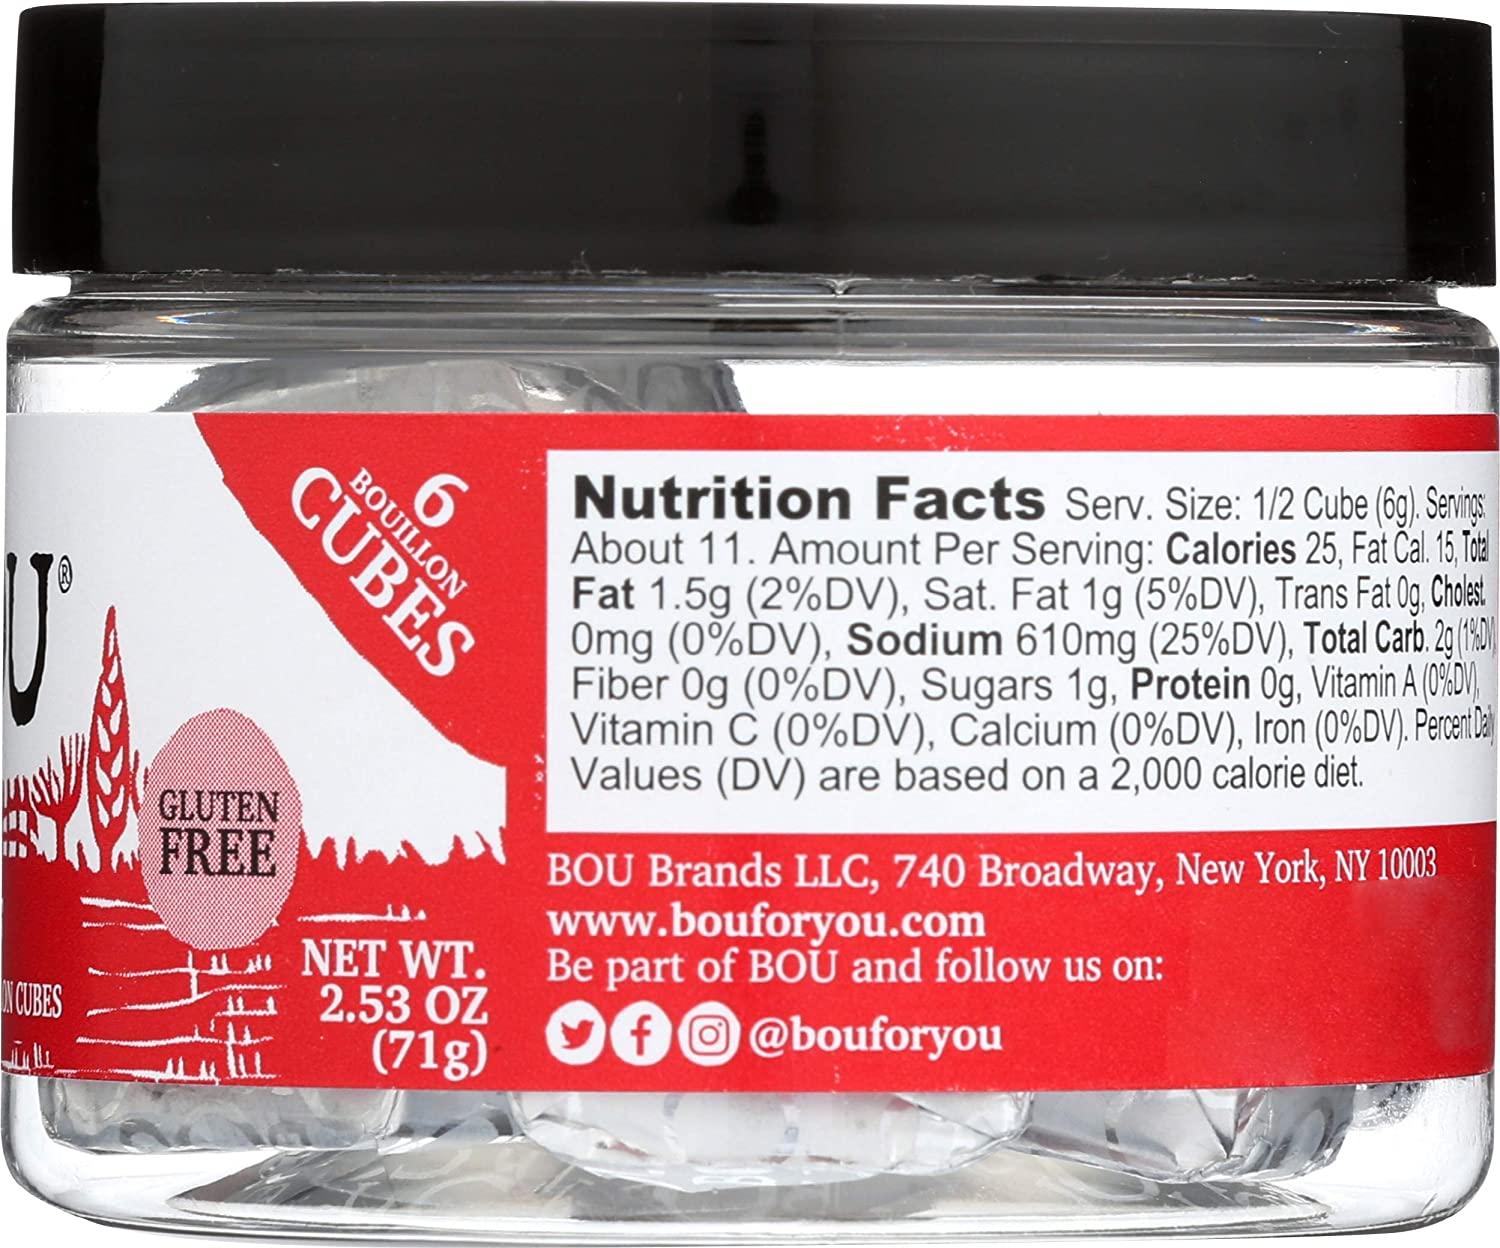 6
BOUILLON
CUBES
U®
GLUTEN
FREE
NET WT.
2.53 OZ
(71g)
CUBES
Nutrition Facts Serv. Size: 1/2 Cube (6g). Servings:
About 11. Amount Per Serving: Calories 25, Fat Cal. 15, Total
Fat 1.5g (2%DV), Sat. Fat 1g (5%DV), Trans Fat 0g, Cholest.
0mg (0%DV), Sodium 610mg (25%DV), Total Carb. 2g (1%DV),
Fiber 0g (0%DV), Sugars 1g, Protein 0g, Vitamin A (0%DV),
Vitamin C (0%DV), Calcium (0%DV), Iron (0%DV). Percent Daily
Values (DV) are based on a 2,000 calorie diet.
BOU Brands LLC, 740 Broadway, New York, NY 10003
www.bouforyou.com
Be part of BOU and follow us on:
@bouforyou